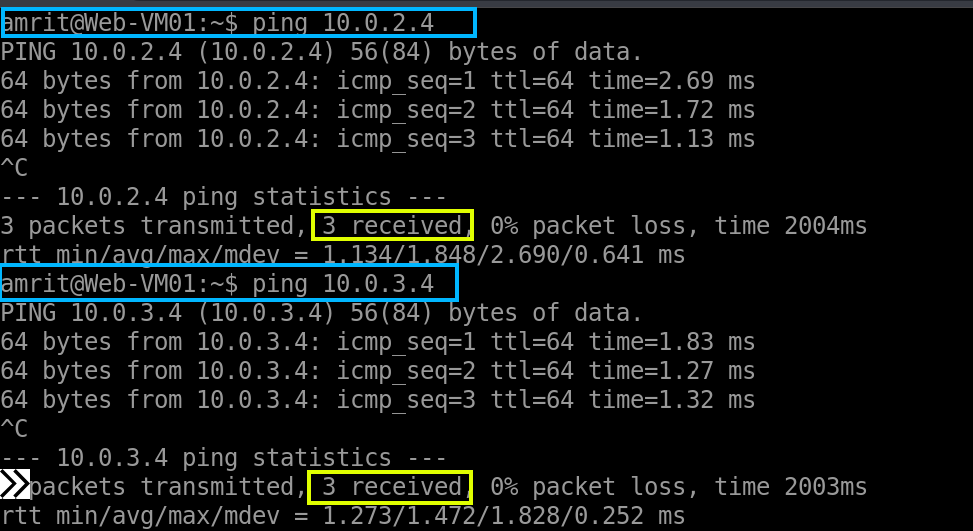 amrit@Web-VM01:~$ ping 10.0.2.4
PING 10.0.2.4 (10.0.2.4) 56(84) bytes of data.
64 bytes from 10.0.2.4: icmp_seq=1 ttl=64 time=2.69 ms
64 bytes from 10.0.2.4: icmp_seq=2 ttl=64 time=1.72 ms
64 bytes from 10.0.2.4: icmp_seq=3 ttl=64 time=1.13 ms
^C
--- 10.0.2.4 ping statistics ---
3 packets transmitted, 3 received, 0% packet loss, time 2004ms
rtt min/avg/max/mdev = 1.134/1.848/2.690/0.641 ms
amrit@Web-VM01:~$ ping 10.0.3.4
PING 10.0.3.4 (10.0.3.4) 56(84) bytes of data.
64 bytes from 10.0.3.4: icmp_seq=1 ttl=64 time=1.83 ms
64 bytes from 10.0.3.4: icmp_seq=2 ttl=64 time=1.27 ms
64 bytes from 10.0.3.4: icmp_seq=3 ttl=64 time=1.32 ms
^C
--- 10.0.3.4 ping statistics ---
packets transmitted, 3 received, 0% packet loss, time 2003ms
rtt min/avg/max/mdev = 1.273/1.472/1.828/0.252 ms